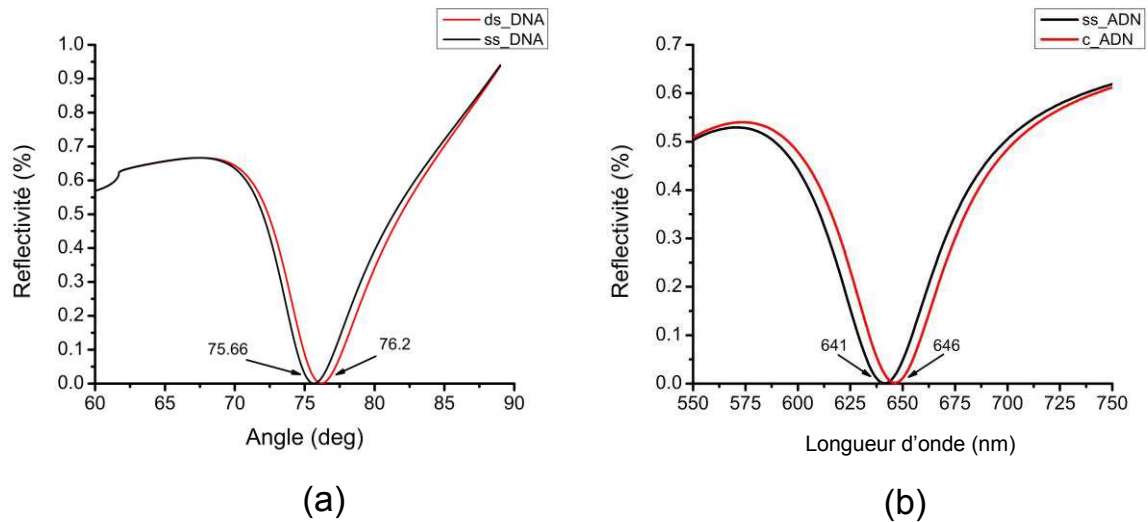 ds_DNA
ss_DNA
1.0
0.9
0.8
0.7
0.6
0.5
0.4
0.3
0.2
0.1
0.0
Reflectivité (%)
75.66
76.2
60 65 70 75 80 85 90
Angle (deg)
(a)
ss_ADN
c_ADN
0.7
0.6
0.5
0.4
0.3
0.2
0.1
0.0
Reflectivité (%)
641
646
550 575 600 625 650 675 700 725 750
Longueur d'onde (nm)
(b)